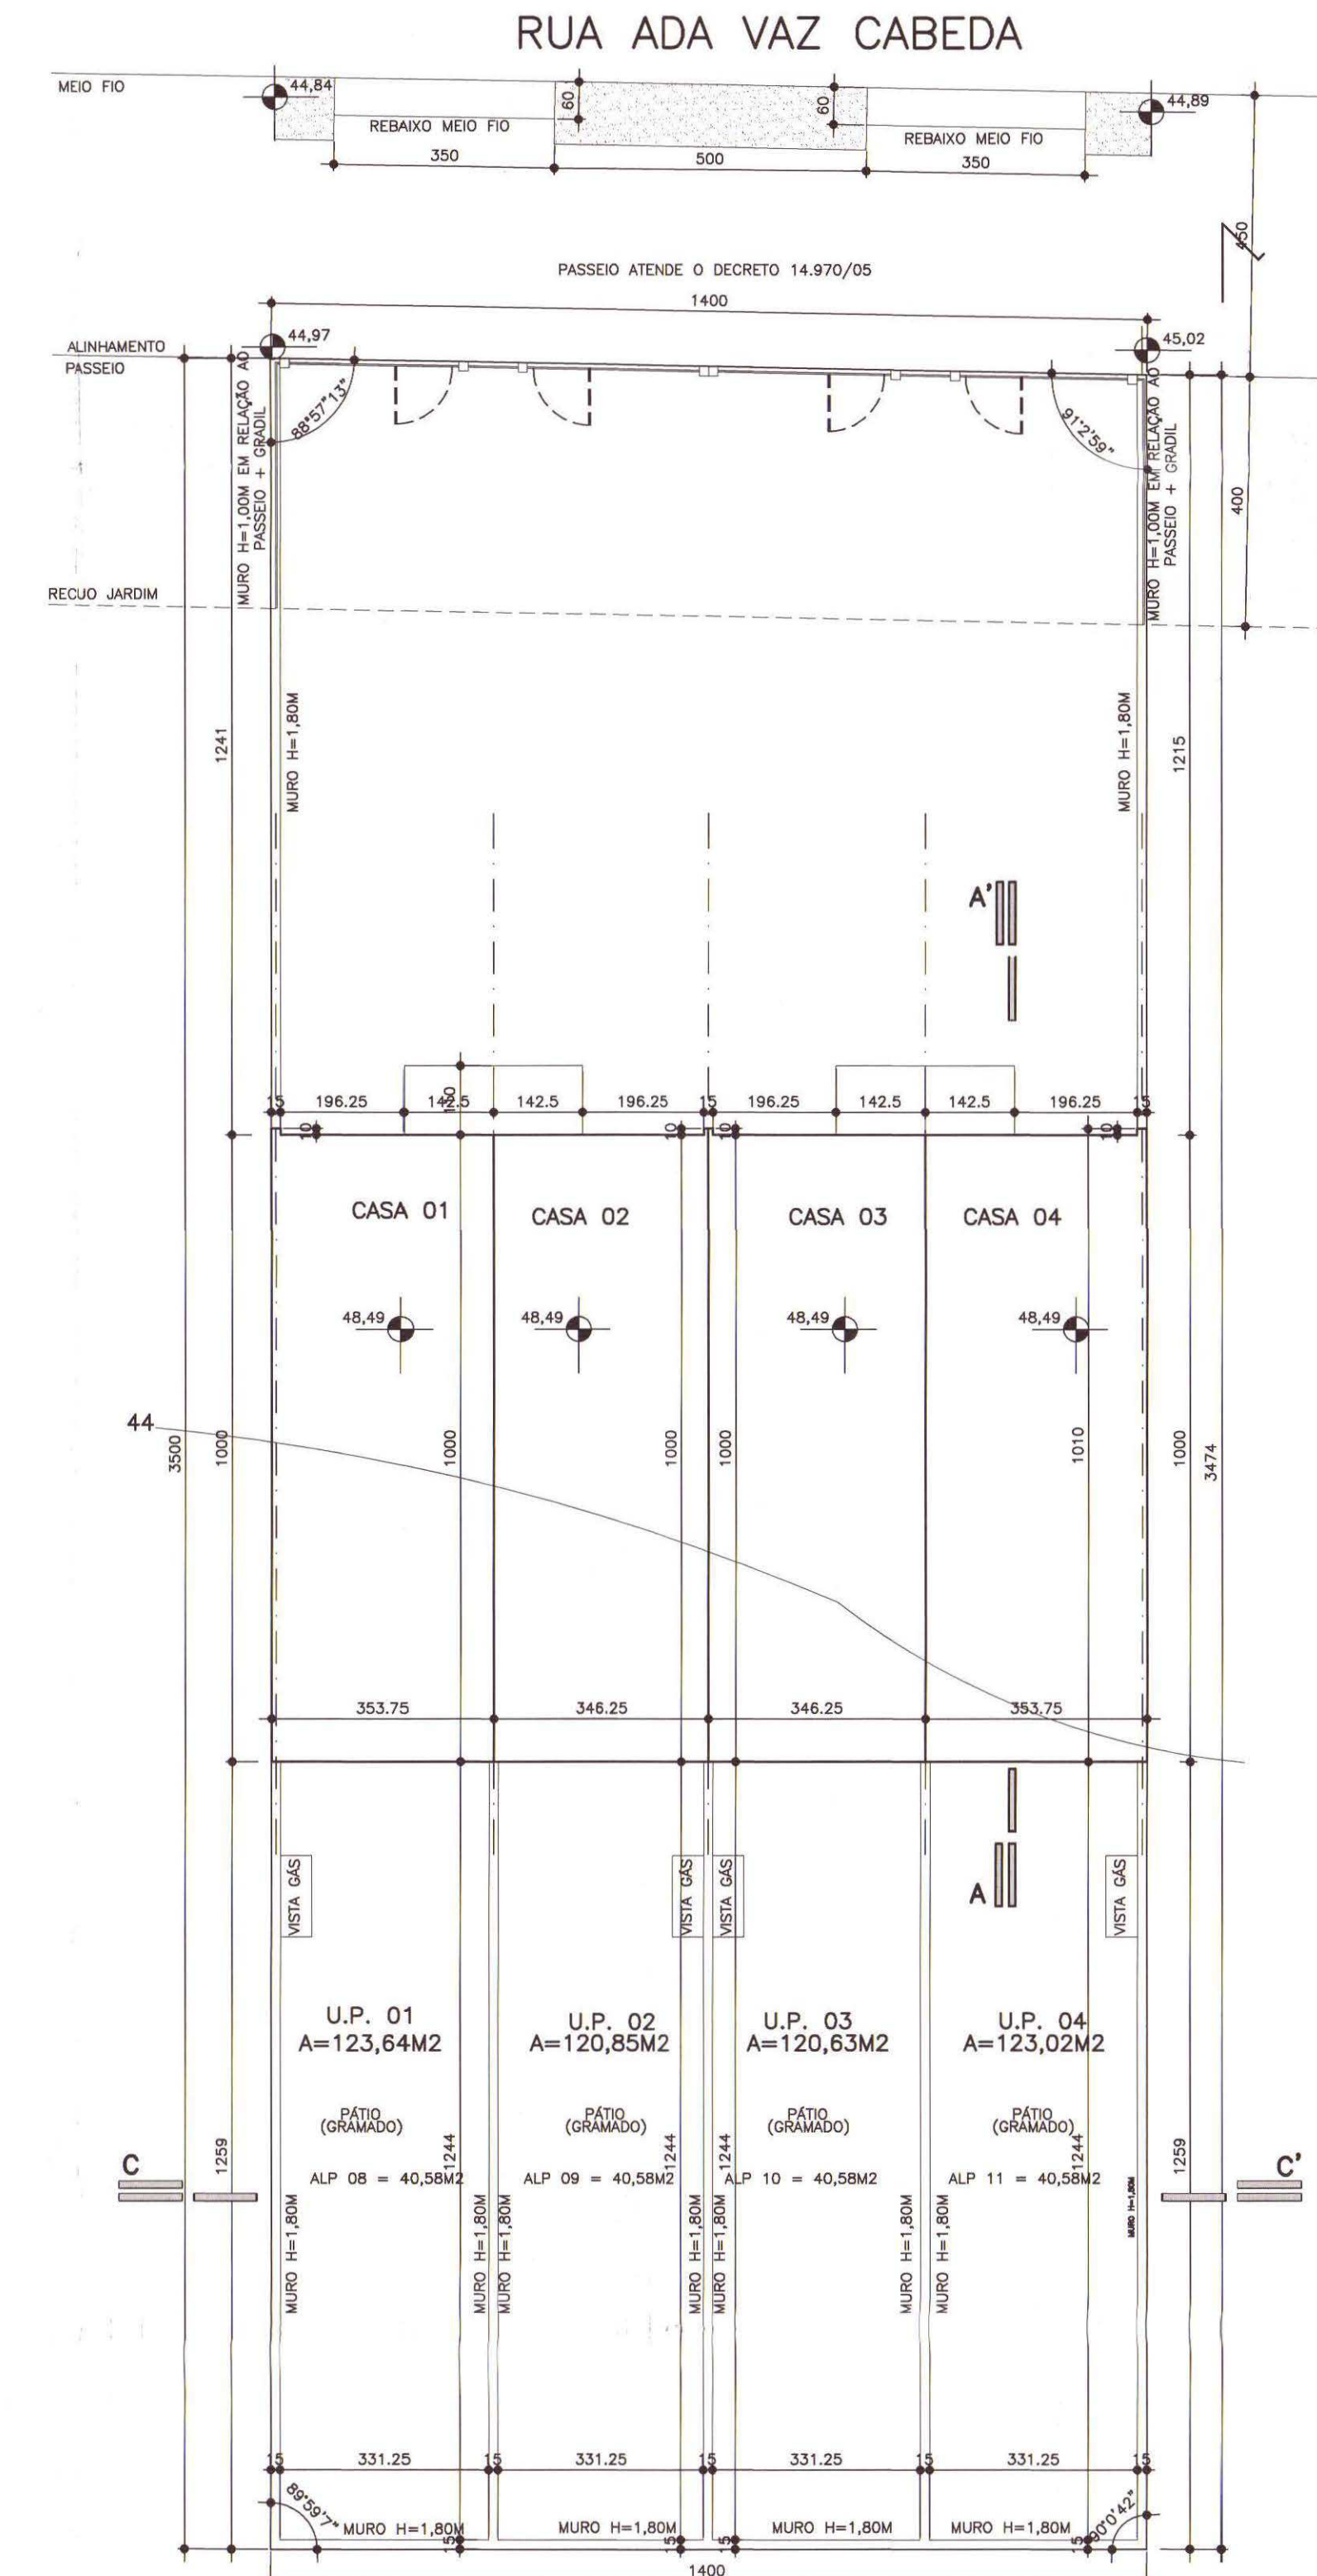 RUA ADA VAZ CABEDA
MEIO FIO
44,84
60
60
44,89
REBAIXO MEIO FIO
REBAIXO MEIO FIO
350
500
350
450
PASSEIO ATENDE O DECRETO 14.970/05
1400
44,97
45,02
ALINHAMENTO
PASSEIO
88°57'13"
91°2'59"
MURO H=1,00M EM RELAÇÃO AO
PASSEIO + GRADIL
MURO H=1,00M EM RELAÇÃO AO
PASSEIO + GRADIL
400
RECUO JARDIM
1241
MURO H=1,80M
MURO H=1,80M
1215
A'
15
196.25
142.5
120
142.5
196.25
15
196.25
142.5
142.5
196.25
15
10
10
10
10
CASA 01
CASA 02
CASA 03
CASA 04
48,49
48,49
48,49
48,49
44
3500
1000
1000
1000
1000
1010
1000
3474
353.75
346.25
346.25
353.75
VISTA GÁS
VISTA GÁS
VISTA GÁS
A
VISTA GÁS
U.P. 01
A=123,64M2
U.P. 02
A=120,85M2
U.P. 03
A=120,63M2
U.P. 04
A=123,02M2
PÁTIO
(GRAMADO)
PÁTIO
(GRAMADO)
PÁTIO
(GRAMADO)
PÁTIO
(GRAMADO)
1259
1244
1244
1244
1244
1259
C
C'
ALP 08 = 40,58M2
ALP 09 = 40,58M2
ALP 10 = 40,58M2
ALP 11 = 40,58M2
MURO H=1,80M
MURO H=1,80M
MURO H=1,80M
MURO H=1,80M
MURO H=1,80M
MURO H=1,80M
MURO H=1,80M
MURO H=1,80M
15
331.25
15
331.25
15
331.25
15
331.25
15
89°59'7"
90°0'42"
MURO H=1,80M
15
MURO H=1,80M
15
15
MURO H=1,80M
MURO H=1,80M
15
1400